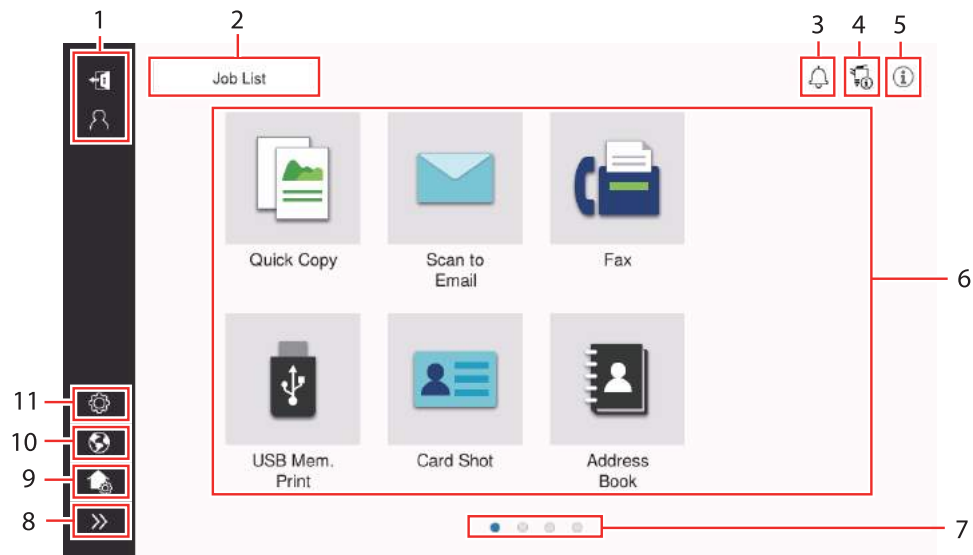 1
2
3
4
5
Job List
Quick Copy
Scan to
Email
Fax
6
USB Mem.
Print
Card Shot
Address
Book
11
10
9
8
7